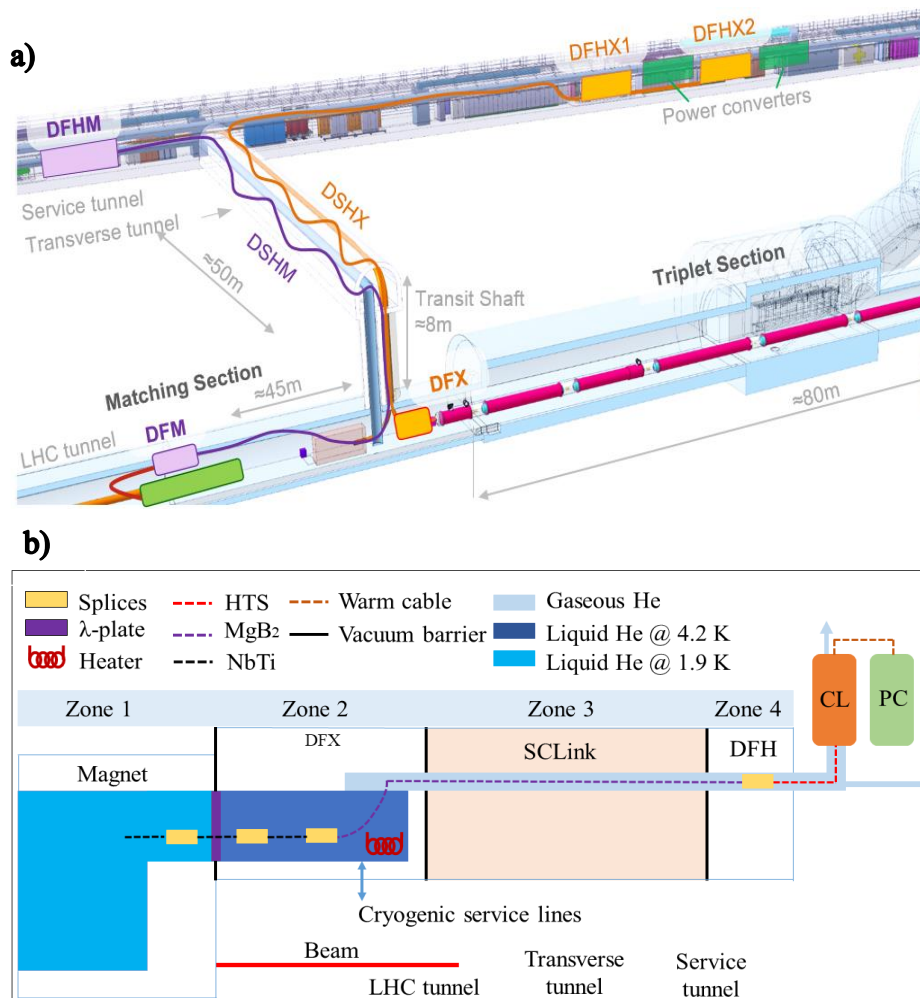 a)
DFHX1
DFHX2
Power converters
DFHM
Service tunnel
Transverse tunnel
DSHX
DSHM
≈50m
Transit Shaft
≈8m
Triplet Section
Matching Section
≈45m
DFX
≈80m
LHC tunnel
DFM
b)
Splices
HTS
Warm cable
Gaseous He
λ-plate
MgB2
Vacuum barrier
Liquid He @ 4.2 K
Heater
NbTi
Liquid He @ 1.9 K
Zone 1
Zone 2
Zone 3
Zone 4
CL
PC
DFX
SCLink
DFH
Magnet
Cryogenic service lines
Beam
LHC tunnel
Transverse
tunnel
Service
tunnel